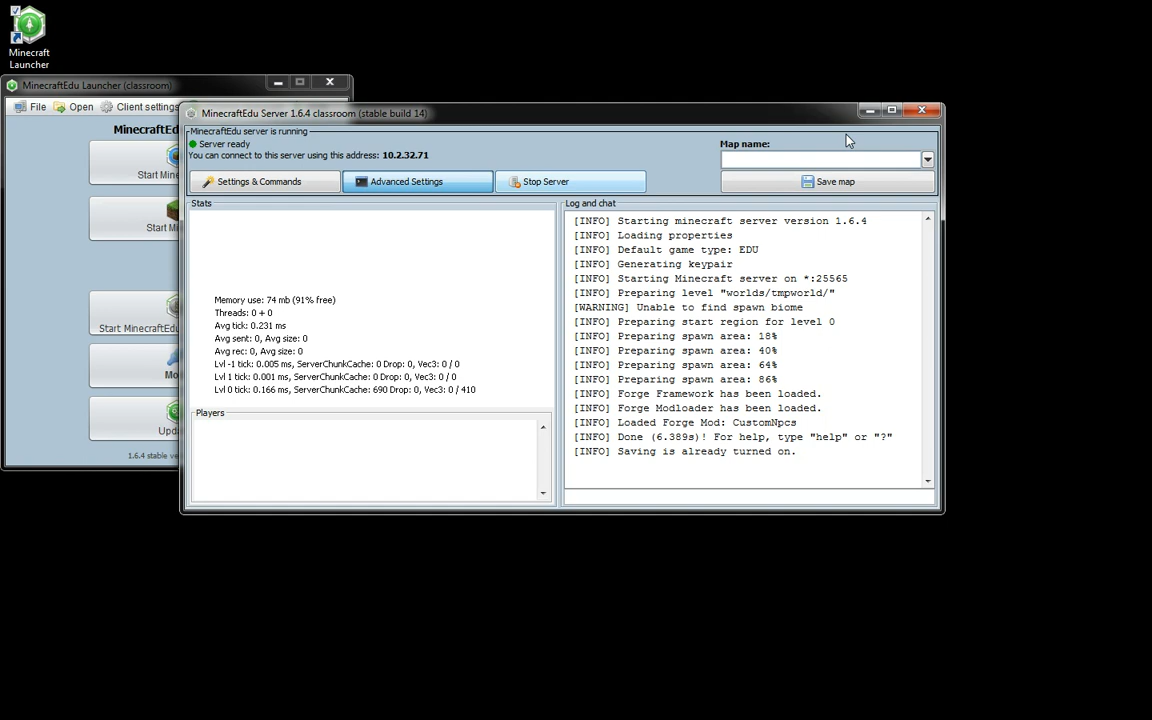 Minecraft
Launcher
MinecraftEdu Launcher (classroom)
File Open Client settings
MinecraftEd
Start Mine
Start Mi
Start MinecraftEdu
Mo
Upda
1.6.4 stable ve
MinecraftEdu Server 1.6.4 classroom (stable build 14)
MinecraftEdu server is running
Server ready
You can connect to this server using this address: 10.2.32.71
Map name:
Settings & Commands Advanced Settings Stop Server Save map
Stats
Memory use: 74 mb (91% free)
Threads: 0 + 0
Avg tick: 0.231 ms
Avg sent: 0, Avg size: 0
Avg rec: 0, Avg size: 0
Lvl -1 tick: 0.005 ms, ServerChunkCache: 0 Drop: 0, Vec3: 0 / 0
Lvl 1 tick: 0.001 ms, ServerChunkCache: 0 Drop: 0, Vec3: 0 / 0
Lvl 0 tick: 0.166 ms, ServerChunkCache: 690 Drop: 0, Vec3: 0 / 410
Players
Log and chat
[INFO] Starting minecraft server version 1.6.4
[INFO] Loading properties
[INFO] Default game type: EDU
[INFO] Generating keypair
[INFO] Starting Minecraft server on *:25565
[INFO] Preparing level "worlds/tmpworld/"
[WARNING] Unable to find spawn biome
[INFO] Preparing start region for level 0
[INFO] Preparing spawn area: 18%
[INFO] Preparing spawn area: 40%
[INFO] Preparing spawn area: 64%
[INFO] Preparing spawn area: 86%
[INFO] Forge Framework has been loaded.
[INFO] Forge Modloader has been loaded.
[INFO] Loaded Forge Mod: CustomNpcs
[INFO] Done (6.389s)! For help, type "help" or "?"
[INFO] Saving is already turned on.